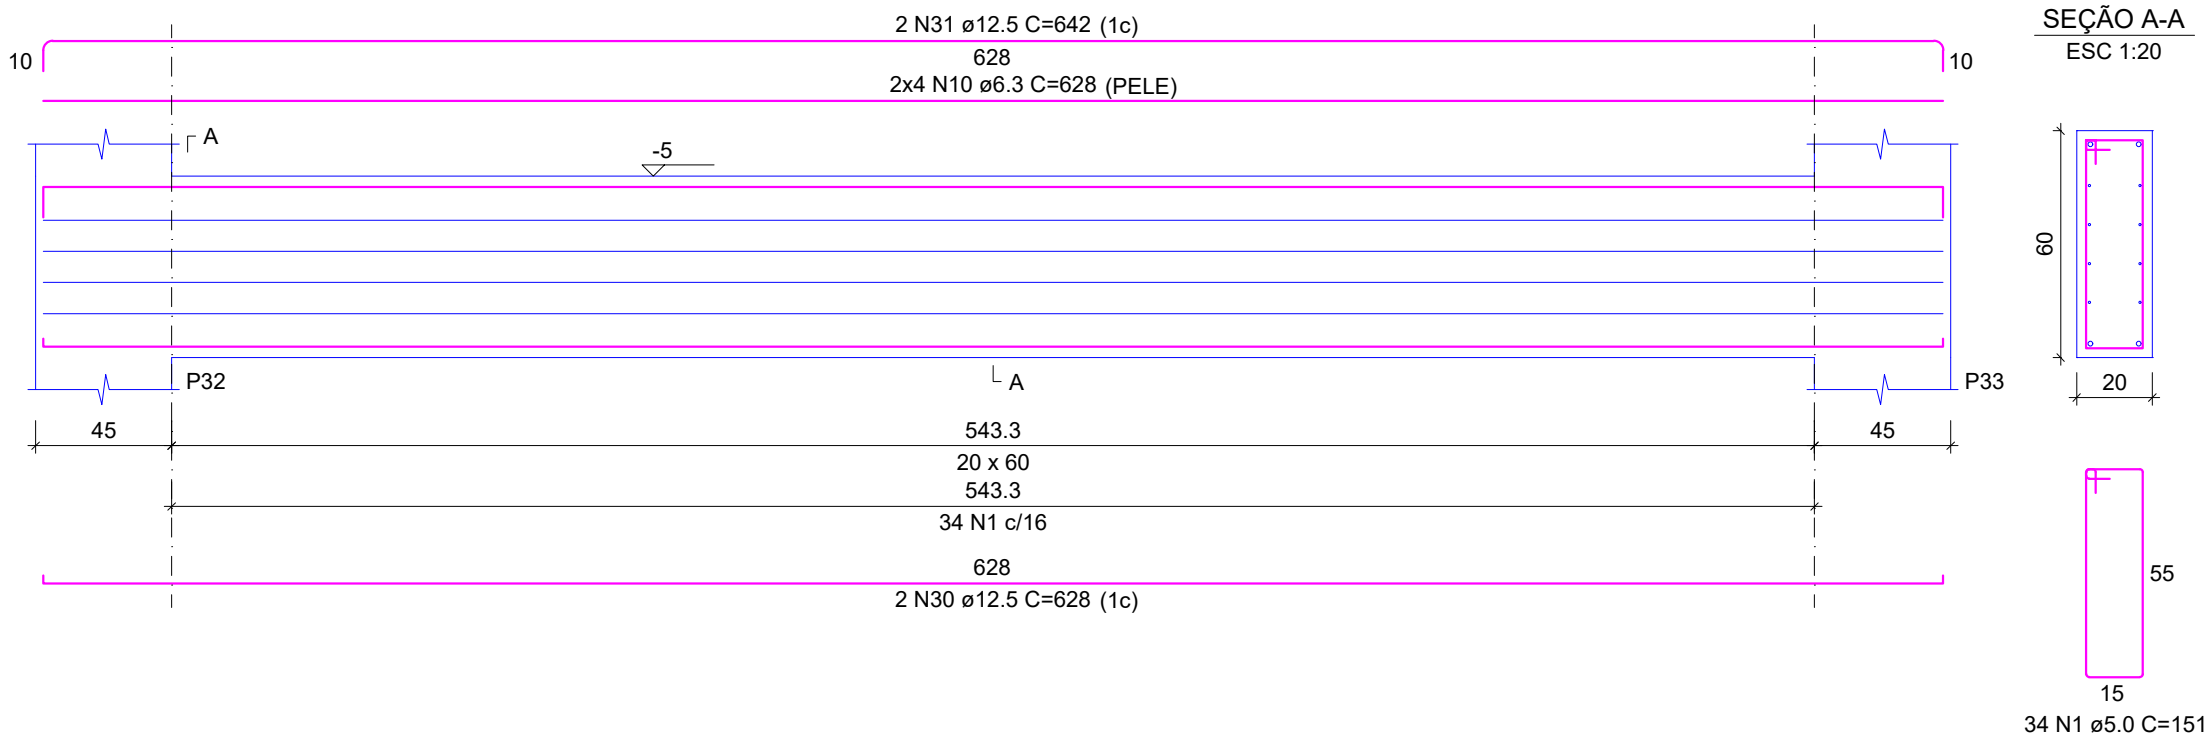 2 N31 ø12.5 C=642 (1c)
SEÇÃO A-A
ESC 1:20
10
628
10
2x4 N10 ø6.3 C=628 (PELE)
A
-5
60
P32
A
P33
20
45
543.3
45
20 x 60
543.3
34 N1 c/16
628
2 N30 ø12.5 C=628 (1c)
55
15
34 N1 ø5.0 C=151